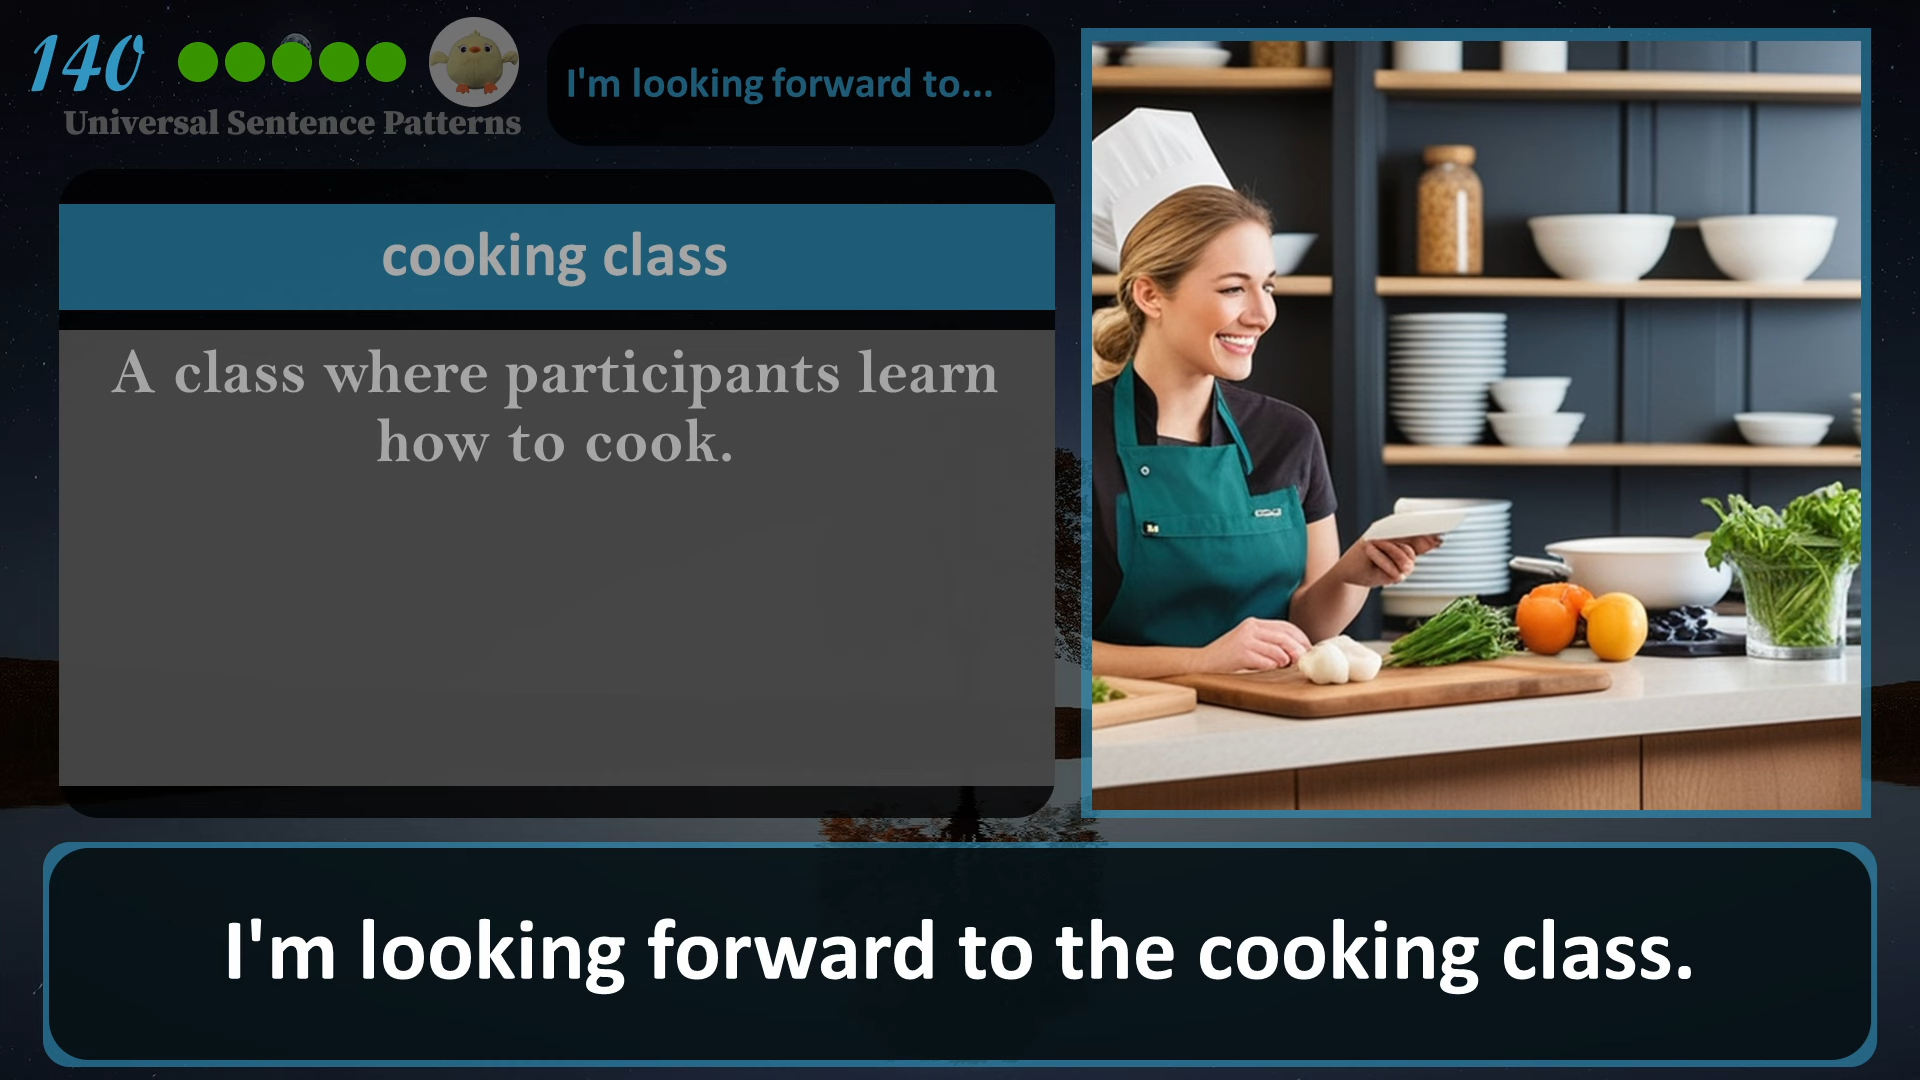 140
Universal Sentence Patterns
I'm looking forward to...
cooking class
A class where participants learn
how to cook.
I'm looking forward to the cooking class.